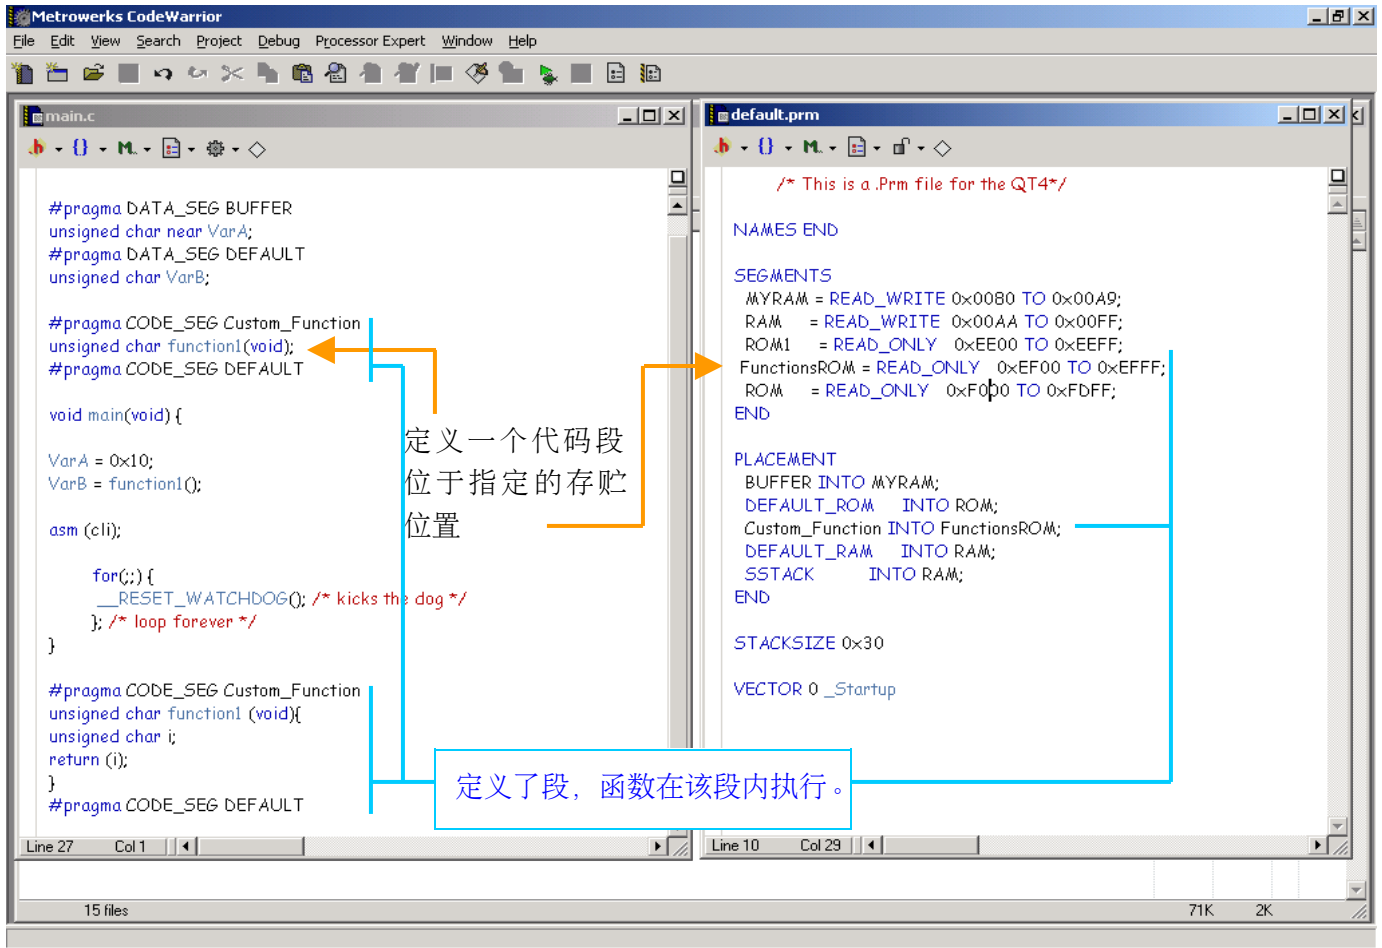 Metrowerks CodeWarrior
File Edit View Search Project Debug Processor Expert Window Help
main.c
.h {} M.
#pragma DATA_SEG BUFFER
unsigned char near VarA;
#pragma DATA_SEG DEFAULT
unsigned char VarB;
#pragma CODE_SEG Custom_Function
unsigned char function1(void);
#pragma CODE_SEG DEFAULT
void main(void) {
VarA = 0x10;
VarB = function1();
asm (cli);
for(;;) {
__RESET_WATCHDOG(); /* kicks the dog */
}; /* loop forever */
}
#pragma CODE_SEG Custom_Function
unsigned char function1 (void){
unsigned char i;
return (i);
}
#pragma CODE_SEG DEFAULT
Line 27 Col 1
定义一个代码段
位于指定的存贮
位置
定义了段，函数在该段内执行。
default.prm
.h {} M.
/* This is a .Prm file for the QT4*/
NAMES END
SEGMENTS
MYRAM = READ_WRITE 0x0080 TO 0x00A9;
RAM = READ_WRITE 0x00AA TO 0x00FF;
ROM1 = READ_ONLY 0xEE00 TO 0xEEFF;
FunctionsROM = READ_ONLY 0xEF00 TO 0xEFFF;
ROM = READ_ONLY 0xF000 TO 0xFDFF;
END
PLACEMENT
BUFFER INTO MYRAM;
DEFAULT_ROM INTO ROM;
Custom_Function INTO FunctionsROM;
DEFAULT_RAM INTO RAM;
SSTACK INTO RAM;
END
STACKSIZE 0x30
VECTOR 0 _Startup
Line 10 Col 29
15 files 71K 2K